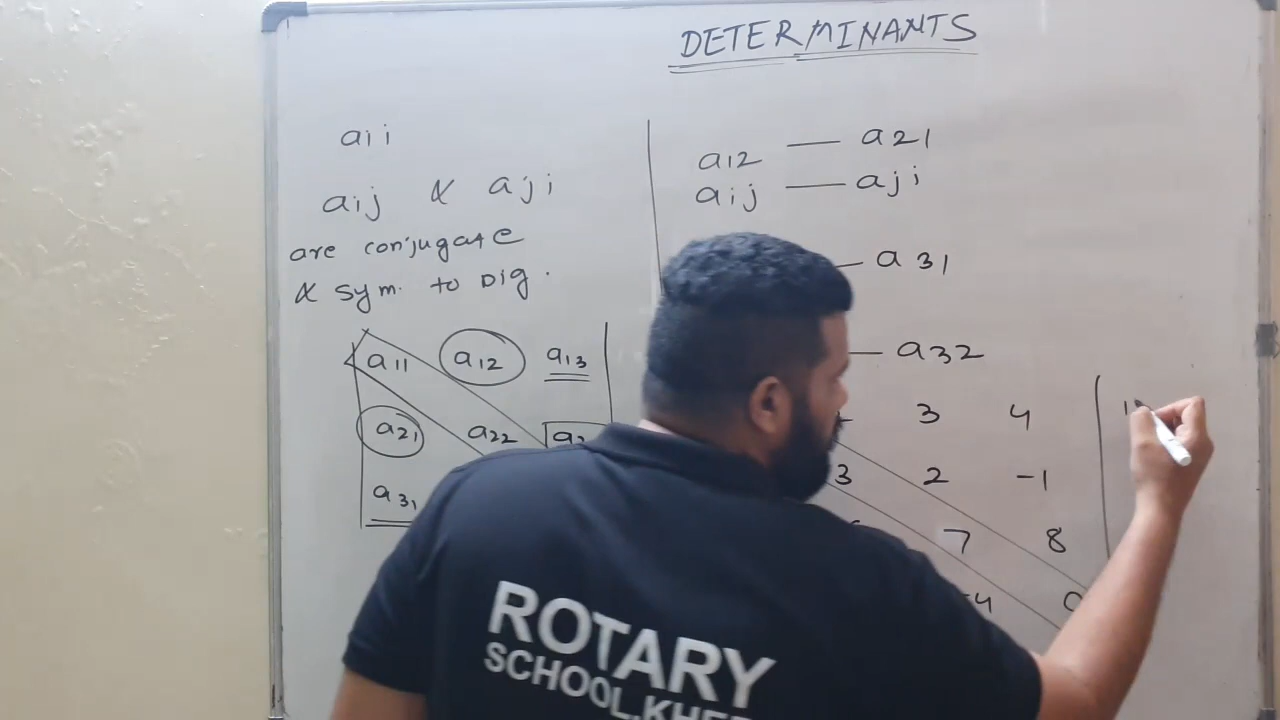 DETERMINANTS
aii
aij & aji
are conjugate
& sym. to Dig.
a11 a12 a13
a21 a22
a31
a12 — a21
aij — aji
— a31
— a32
3 4
3 2 -1
7 8
-4
ROTARY
SCHOOL,